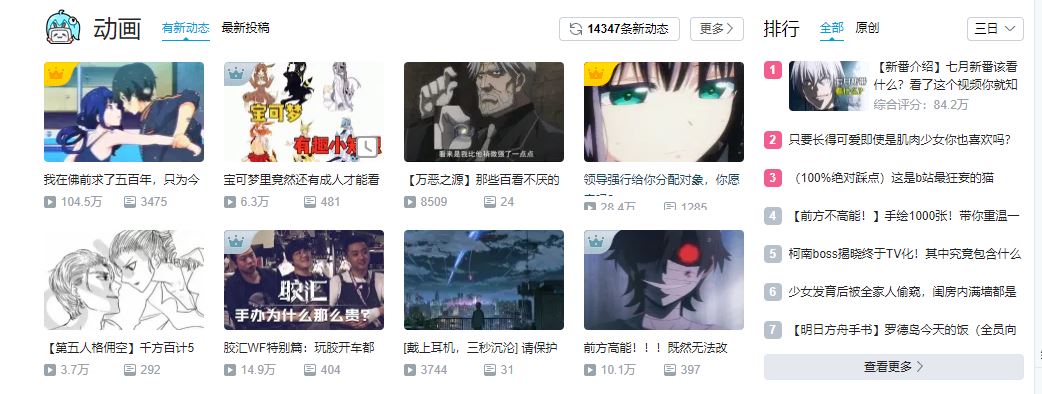 动画
有新动态
最新投稿
14347条新动态
更多
宝可梦
有趣小知识
我在佛前求了五百年，只为今
104.5万
3475
宝可梦里竟然还有成人才能看
6.3万
481
看来是我比他稍微强了一点点
【万恶之源】那些百看不厌的
8509
24
领导强行给你分配对象，你愿
28.4万
1285
【第五人格佣空】千方百计5
3.7万
292
胶汇
手办为什么那么贵?
胶汇WF特别篇：玩胶开车都
14.9万
404
[戴上耳机，三秒沉沦] 请保护
3744
31
前方高能！！！既然无法改
10.1万
397
排行
全部
原创
三日
1
【新番介绍】七月新番该看
什么？看了这个视频你就知
综合评分：84.2万
2
只要长得可爱即使是肌肉少女你也喜欢吗?
3
（100%绝对踩点）这是b站最狂妄的猫
4
【前方不高能！】手绘1000张！带你重温一
5
柯南boss揭晓终于TV化！其中究竟包含什么
6
少女发育后被全家人偷窥，闺房内满墙都是
7
【明日方舟手书】罗德岛今天的饭（全员向
查看更多